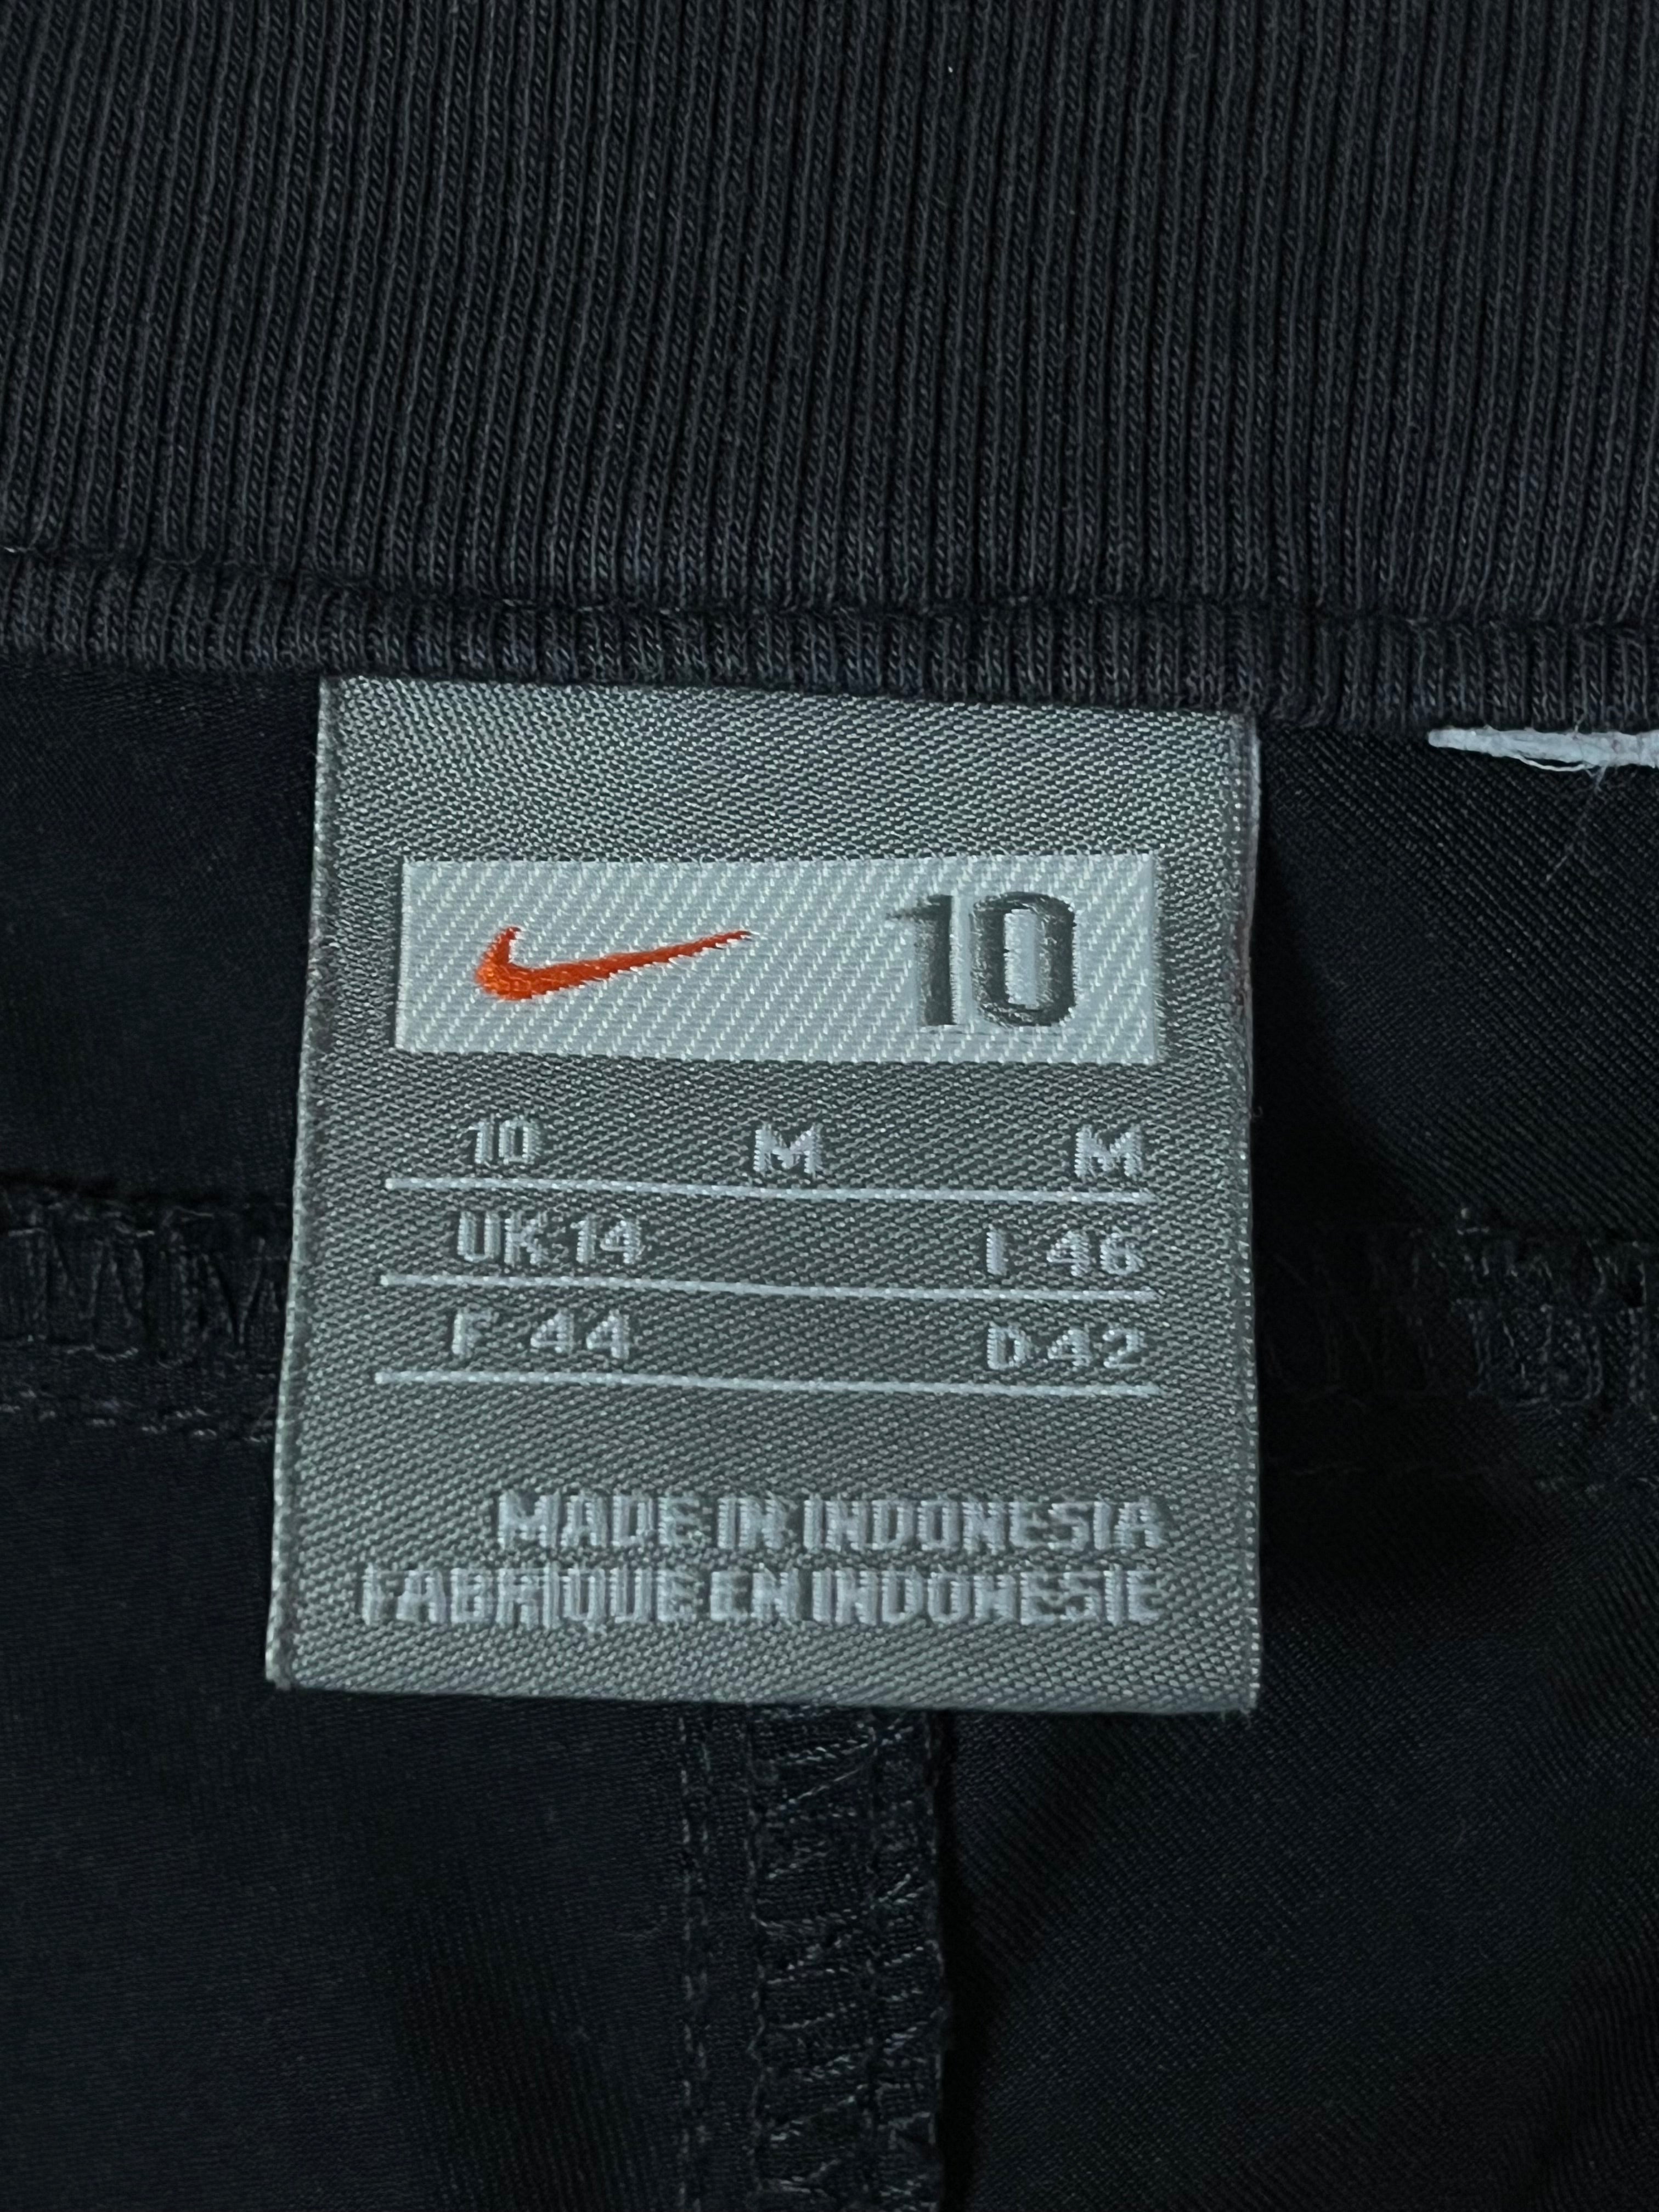 10
10 M M
UK.14 I.46
F.44 D.42
MADE IN INDONESIA
FABRIQUE EN INDONESIE